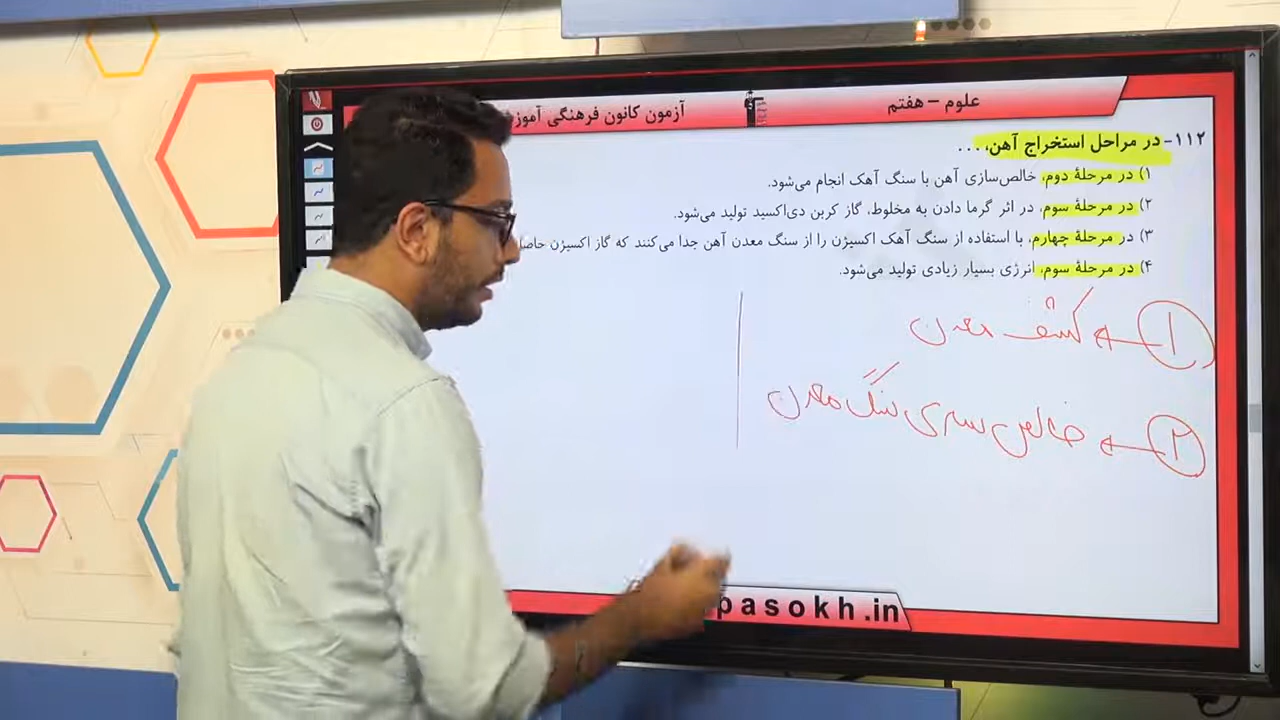 علوم – هفتم
آزمون کانون فرهنگی
۱۱۲- در مراحل استخراج آهن، ...
۱) در مرحلهٔ دوم، خالص‌سازی آهن با سنگ آهک انجام می‌شود.
۲) در مرحلهٔ سوم، در اثر گرما دادن به مخلوط، گاز کربن دی‌اکسید تولید می‌شود.
۳) در مرحلهٔ چهارم، با استفاده از سنگ آهک اکسیژن را از سنگ معدن آهن جدا می‌کنند که گاز اکسیژن
۴) در مرحلهٔ سوم، انرژی بسیار زیادی تولید می‌شود.
۱ ← کشف معدن
۲ ← خالص سازی سنگ معدن
pasokh.in